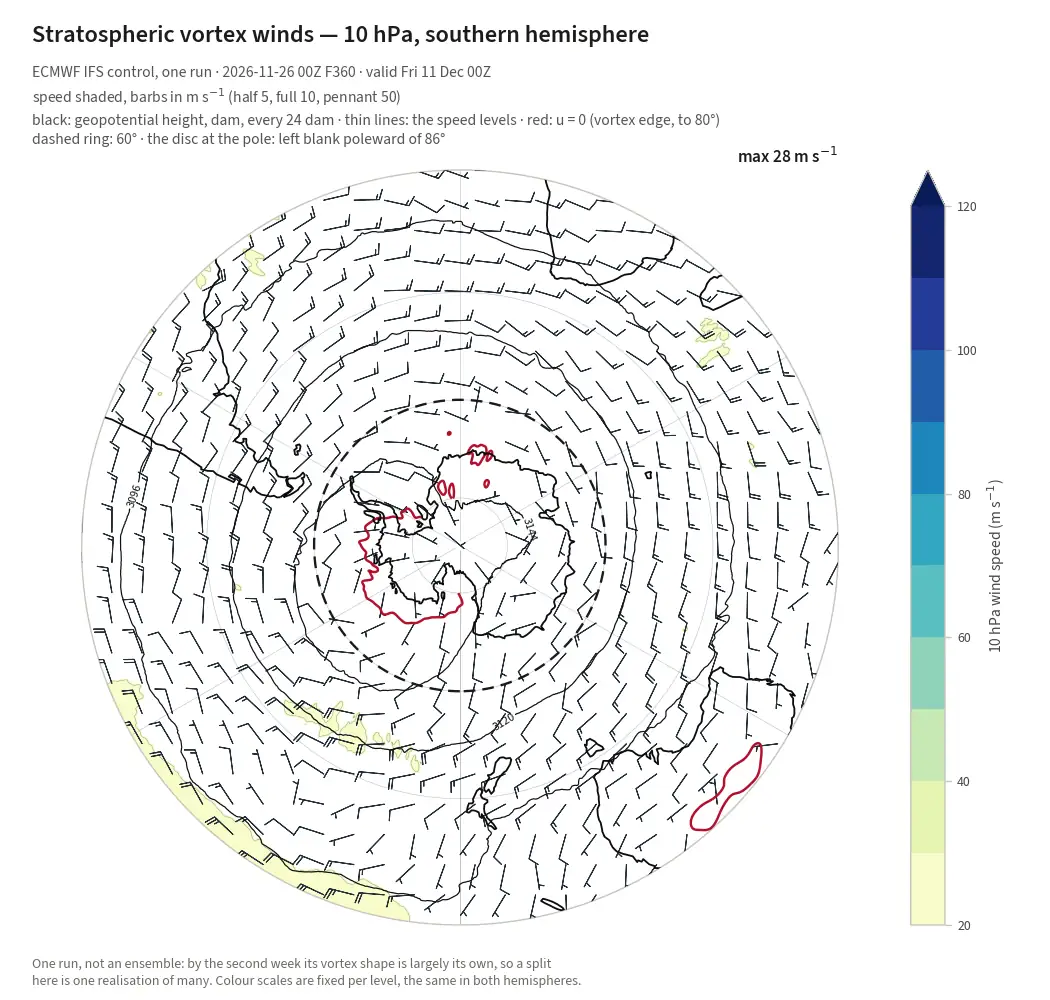 Stratospheric vortex winds — 10 hPa, southern hemisphere
ECMWF IFS control, one run · 2026-11-26 00Z F360 · valid Fri 11 Dec 00Z
speed shaded, barbs in m s⁻¹ (half 5, full 10, pennant 50)
black: geopotential height, dam, every 24 dam · thin lines: the speed levels · red: u = 0 (vortex edge, to 80°)
dashed ring: 60° · the disc at the pole: left blank poleward of 86°
max 28 m s⁻¹
120
100
80
60
40
20
10 hPa wind speed (m s⁻¹)
3096
3120
One run, not an ensemble: by the second week its vortex shape is largely its own, so a split
here is one realisation of many. Colour scales are fixed per level, the same in both hemispheres.